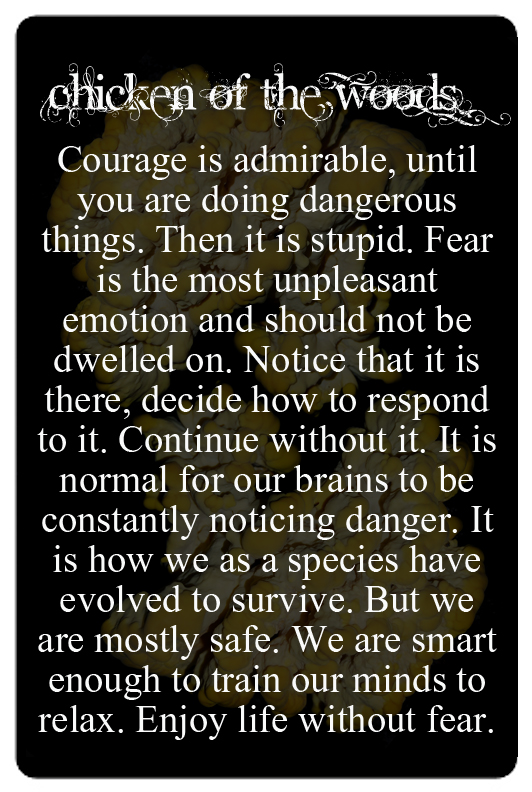 chicken of the woods
Courage is admirable, until
you are doing dangerous
things. Then it is stupid. Fear
is the most unpleasant
emotion and should not be
dwelled on. Notice that it is
there, decide how to respond
to it. Continue without it. It is
normal for our brains to be
constantly noticing danger. It
is how we as a species have
evolved to survive. But we
are mostly safe. We are smart
enough to train our minds to
relax. Enjoy life without fear.